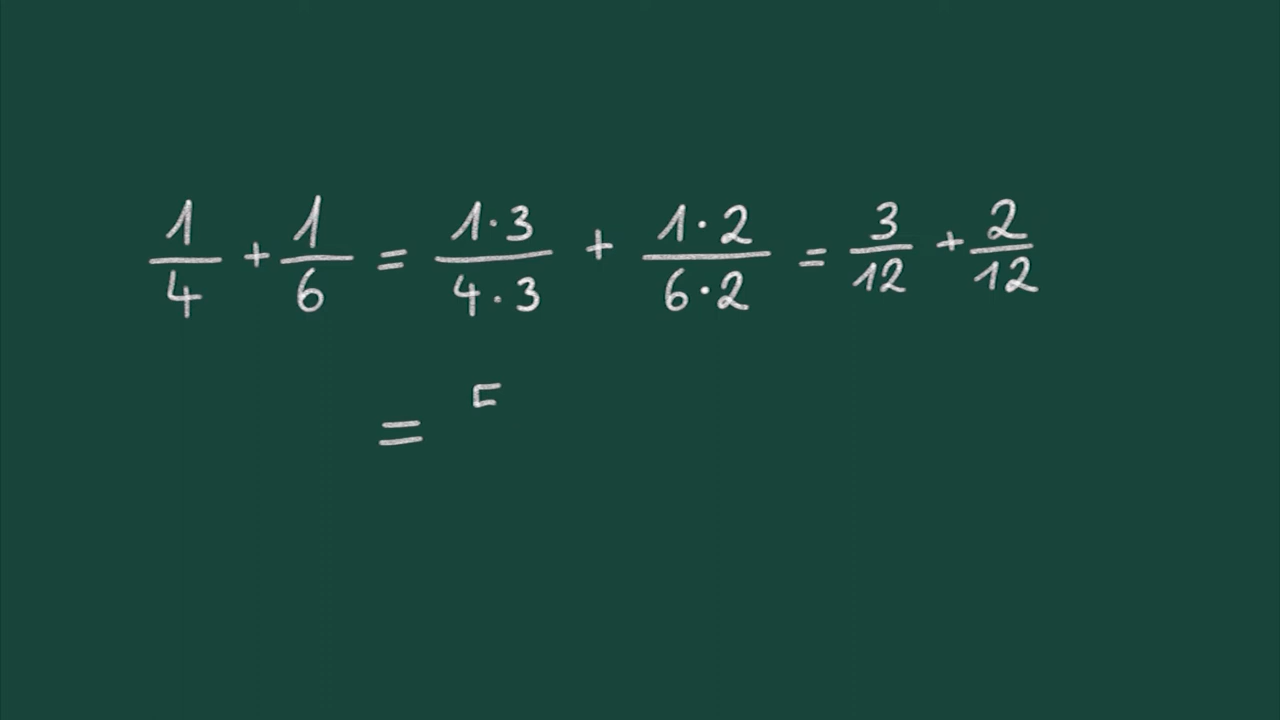 1/4 + 1/6 = 1·3/4·3 + 1·2/6·2 = 3/12 + 2/12
=